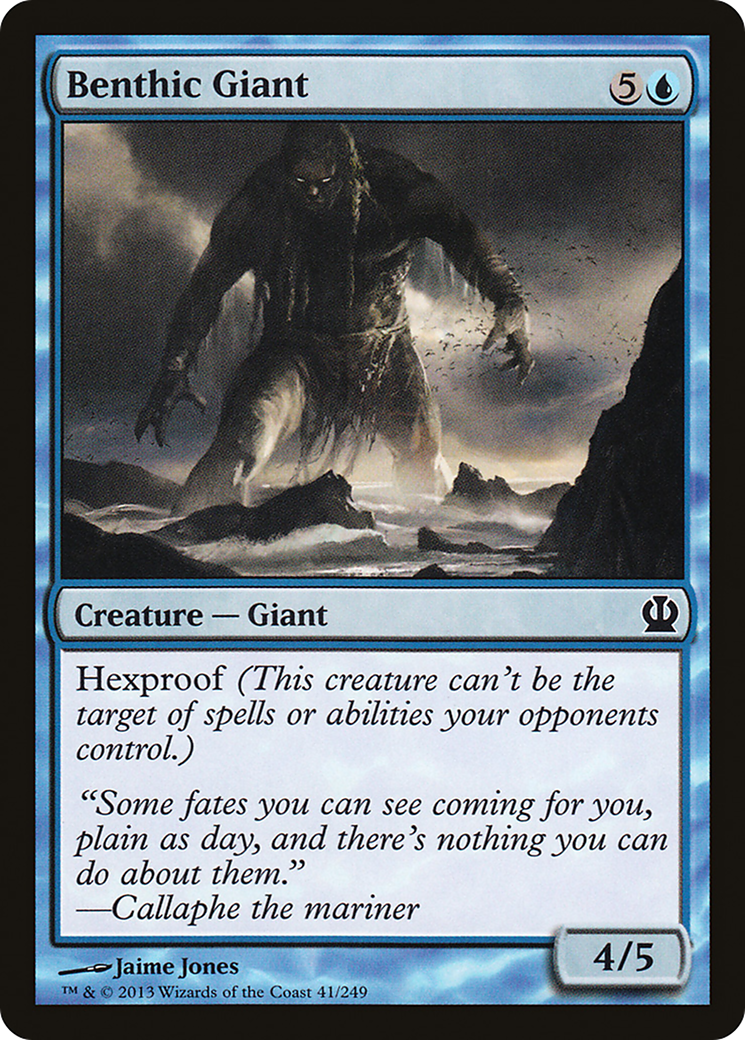 Benthic Giant
5
Creature — Giant
Hexproof (This creature can't be the
target of spells or abilities your opponents
control.)
“Some fates you can see coming for you,
plain as day, and there's nothing you can
do about them.”
—Callaphe the mariner
4/5
Jaime Jones
™ & © 2013 Wizards of the Coast 41/249